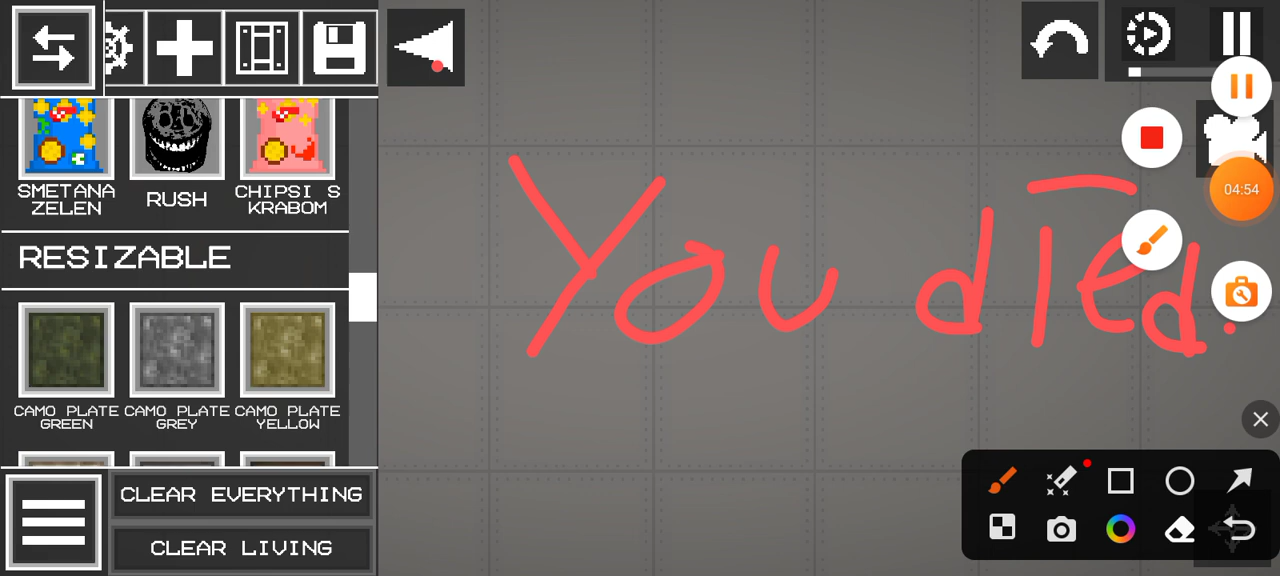 SMETANA
ZELEN
RUSH
CHIPSI S
KRABOM
RESIZABLE
CAMO PLATE
GREEN
CAMO PLATE
GREY
CAMO PLATE
YELLOW
CLEAR EVERYTHING
CLEAR LIVING
You died.
04:54